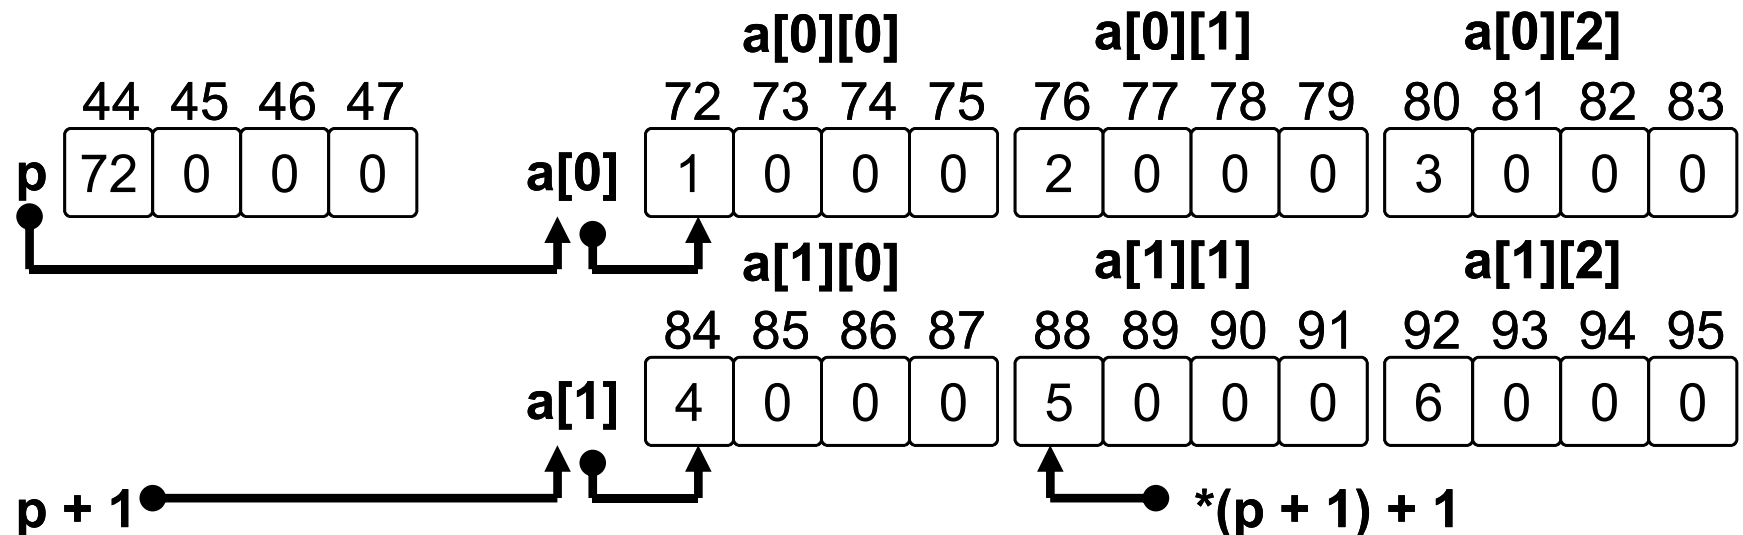 a[0][0] a[0][1] a[0][2]
44 45 46 47 72 73 74 75 76 77 78 79 80 81 82 83
p 72 0 0 0 a[0] 1 0 0 0 2 0 0 0 3 0 0 0
a[1][0] a[1][1] a[1][2]
84 85 86 87 88 89 90 91 92 93 94 95
a[1] 4 0 0 0 5 0 0 0 6 0 0 0
p + 1 *(p + 1) + 1